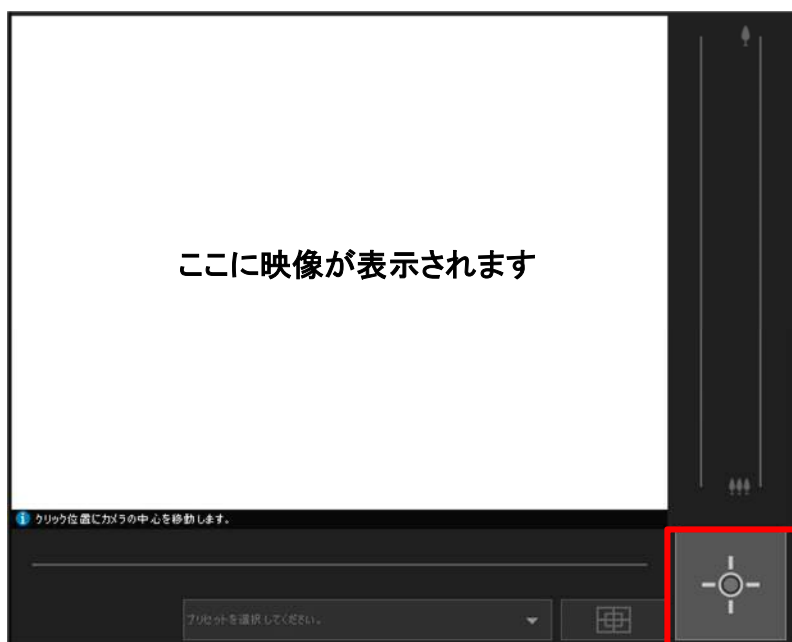 ここに映像が表示されます
クリック位置にカメラの中心を移動します。
プリセットを選択してください。